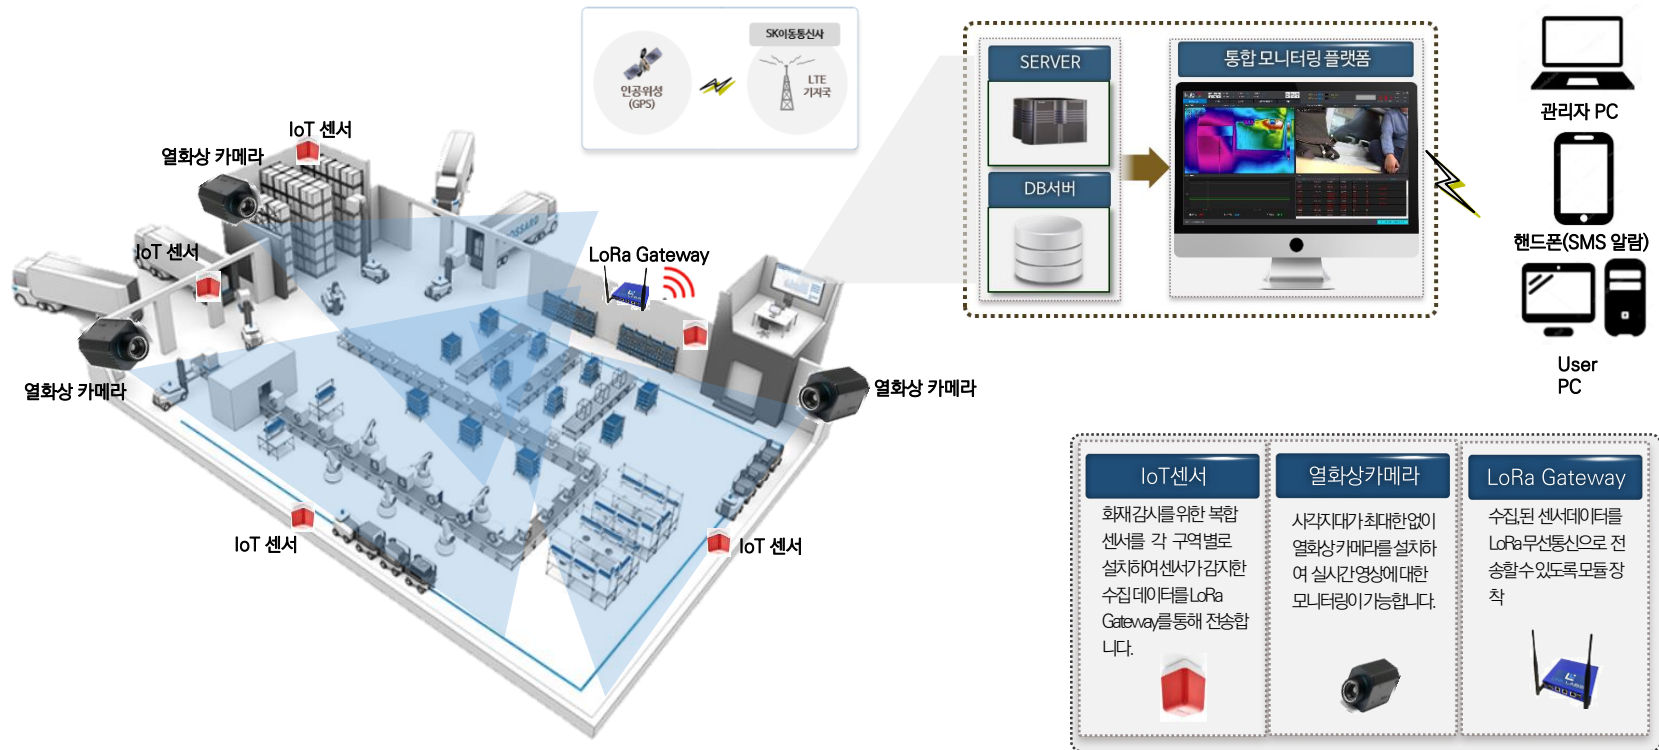 SK이동통신사
인공위성
(GPS)
LTE
기지국
IoT 센서
열화상 카메라
IoT 센서
열화상 카메라
LoRa Gateway
열화상 카메라
IoT 센서
IoT 센서
SERVER
DB서버
통합 모니터링 플랫폼
관리자 PC
핸드폰(SMS 알람)
User
PC
IoT센서
화재 감시를 위한 복합
센서를 각 구역 별로
설치하여 센서가 감지한
수집 데이터를 LoRa
Gateway를 통해 전송합
니다.
열화상카메라
사각지대가 최대한 없이
열화상 카메라를 설치하
여 실시간 영상에 대한
모니터링이 가능합니다.
LoRa Gateway
수집,된 센서데이터를
LoRa 무선통신으로 전
송할 수 있도록 모듈 장
착